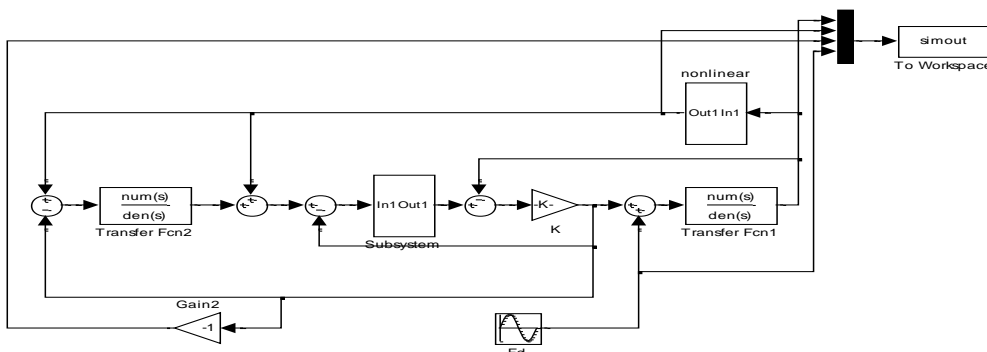 simout
To Workspace
nonlinear
Out1 In1
num(s)
den(s)
Transfer Fcn2
In1 Out1
Subsystem
-K-
K
num(s)
den(s)
Transfer Fcn1
Gain2
-1
Fd